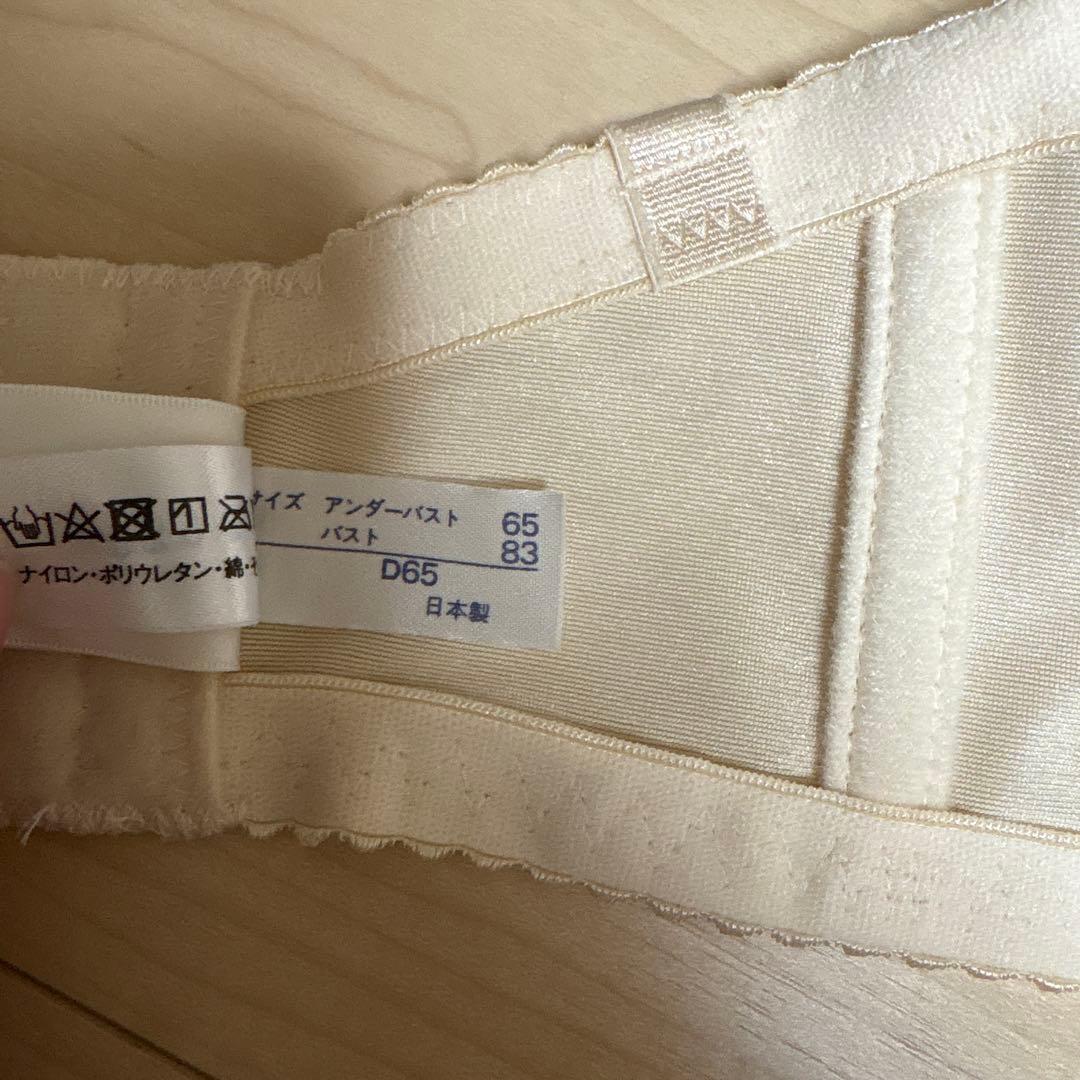 サイズ アンダーバスト 65
バスト 83
D65
日本製
ナイロン・ポリウレタン・綿・